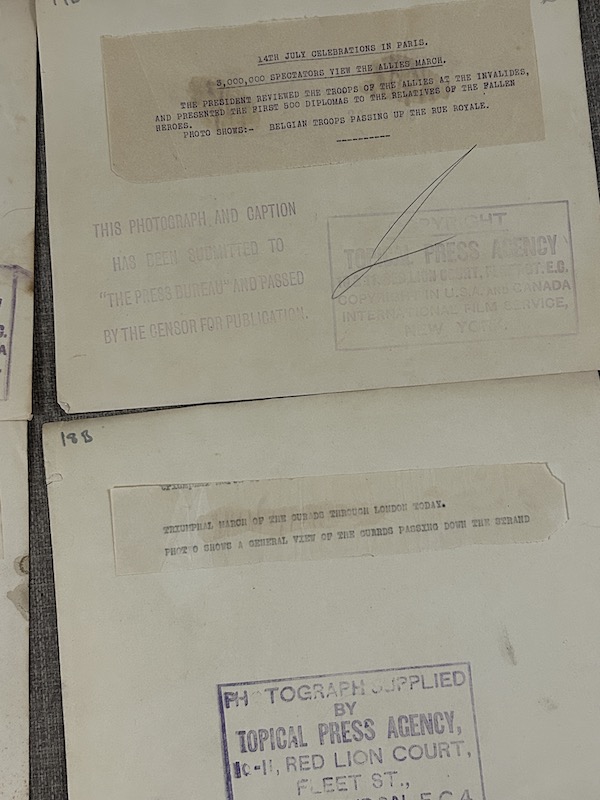 14TH JULY CELEBRATIONS IN PARIS.
5,000,000 SPECTATORS VIEW THE ALLIES MARCH.
THE PRESIDENT REVIEWED THE TROOPS OF THE ALLIES AT THE INVALIDES,
AND PRESENTED THE FIRST 500 DIPLOMAS TO THE RELATIVES OF THE FALLEN
HEROES.
PHOTO SHOWS:- BELGIAN TROOPS PASSING UP THE RUE ROYALE.
----------
THIS PHOTOGRAPH, AND CAPTION
HAS BEEN SUBMITTED TO
"THE PRESS BUREAU" AND PASSED
BY THE CENSOR FOR PUBLICATION.
COPYRIGHT
TOPICAL PRESS AGENCY
LION COURT, E.C.
COPYRIGHT IN U.S.A. AND CANADA
INTERNATIONAL FILM SERVICE,
NEW YORK.
18B
TRIUMPHAL MARCH OF THE GUARDS THROUGH LONDON TODAY.
PHOTO SHOWS A GENERAL VIEW OF THE GUARDS PASSING DOWN THE STRAND
PHOTOGRAPH SUPPLIED
BY
TOPICAL PRESS AGENCY,
10-11, RED LION COURT,
FLEET ST.,
E.C.4